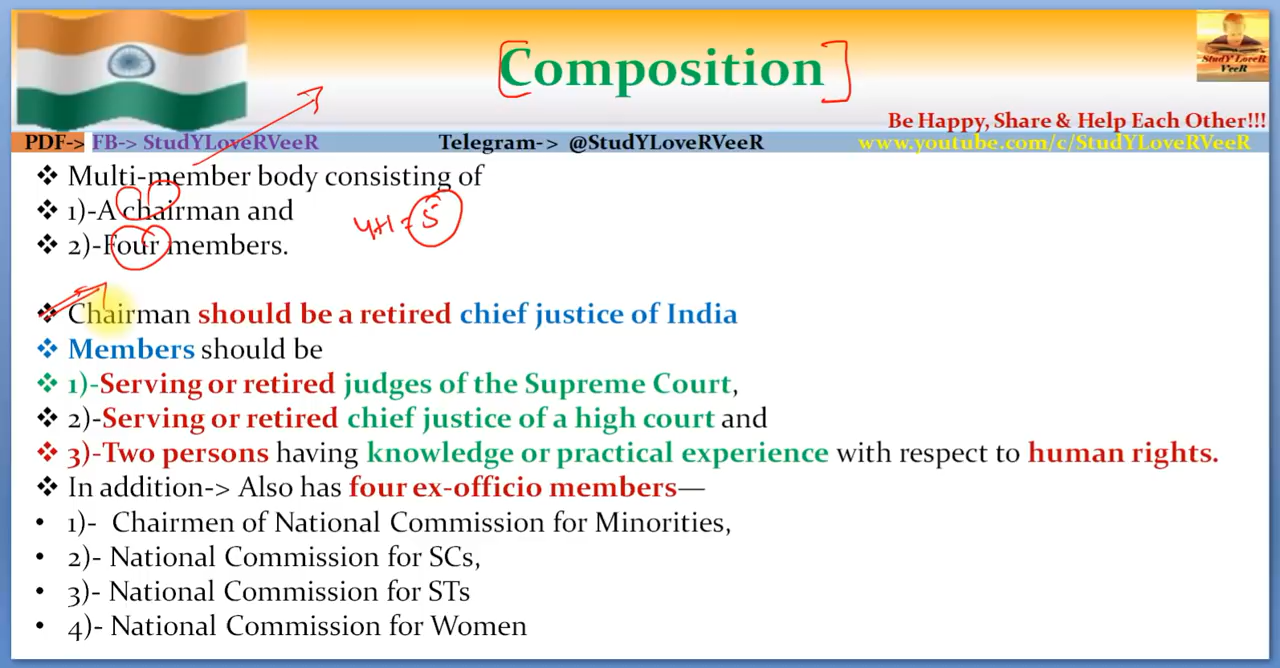 Composition
StudY LoveR
VeeR
Be Happy, Share & Help Each Other!!!
PDF-> FB-> StudYLoveRVeeR Telegram-> @StudYLoveRVeeR www.youtube.com/c/StudYLoveRVeeR
❖ Multi-member body consisting of
❖ 1)-A chairman and
4+1 = 5
❖ 2)-Four members.
❖ Chairman should be a retired chief justice of India
❖ Members should be
❖ 1)-Serving or retired judges of the Supreme Court,
❖ 2)-Serving or retired chief justice of a high court and
❖ 3)-Two persons having knowledge or practical experience with respect to human rights.
❖ In addition-> Also has four ex-officio members—
• 1)- Chairmen of National Commission for Minorities,
• 2)- National Commission for SCs,
• 3)- National Commission for STs
• 4)- National Commission for Women